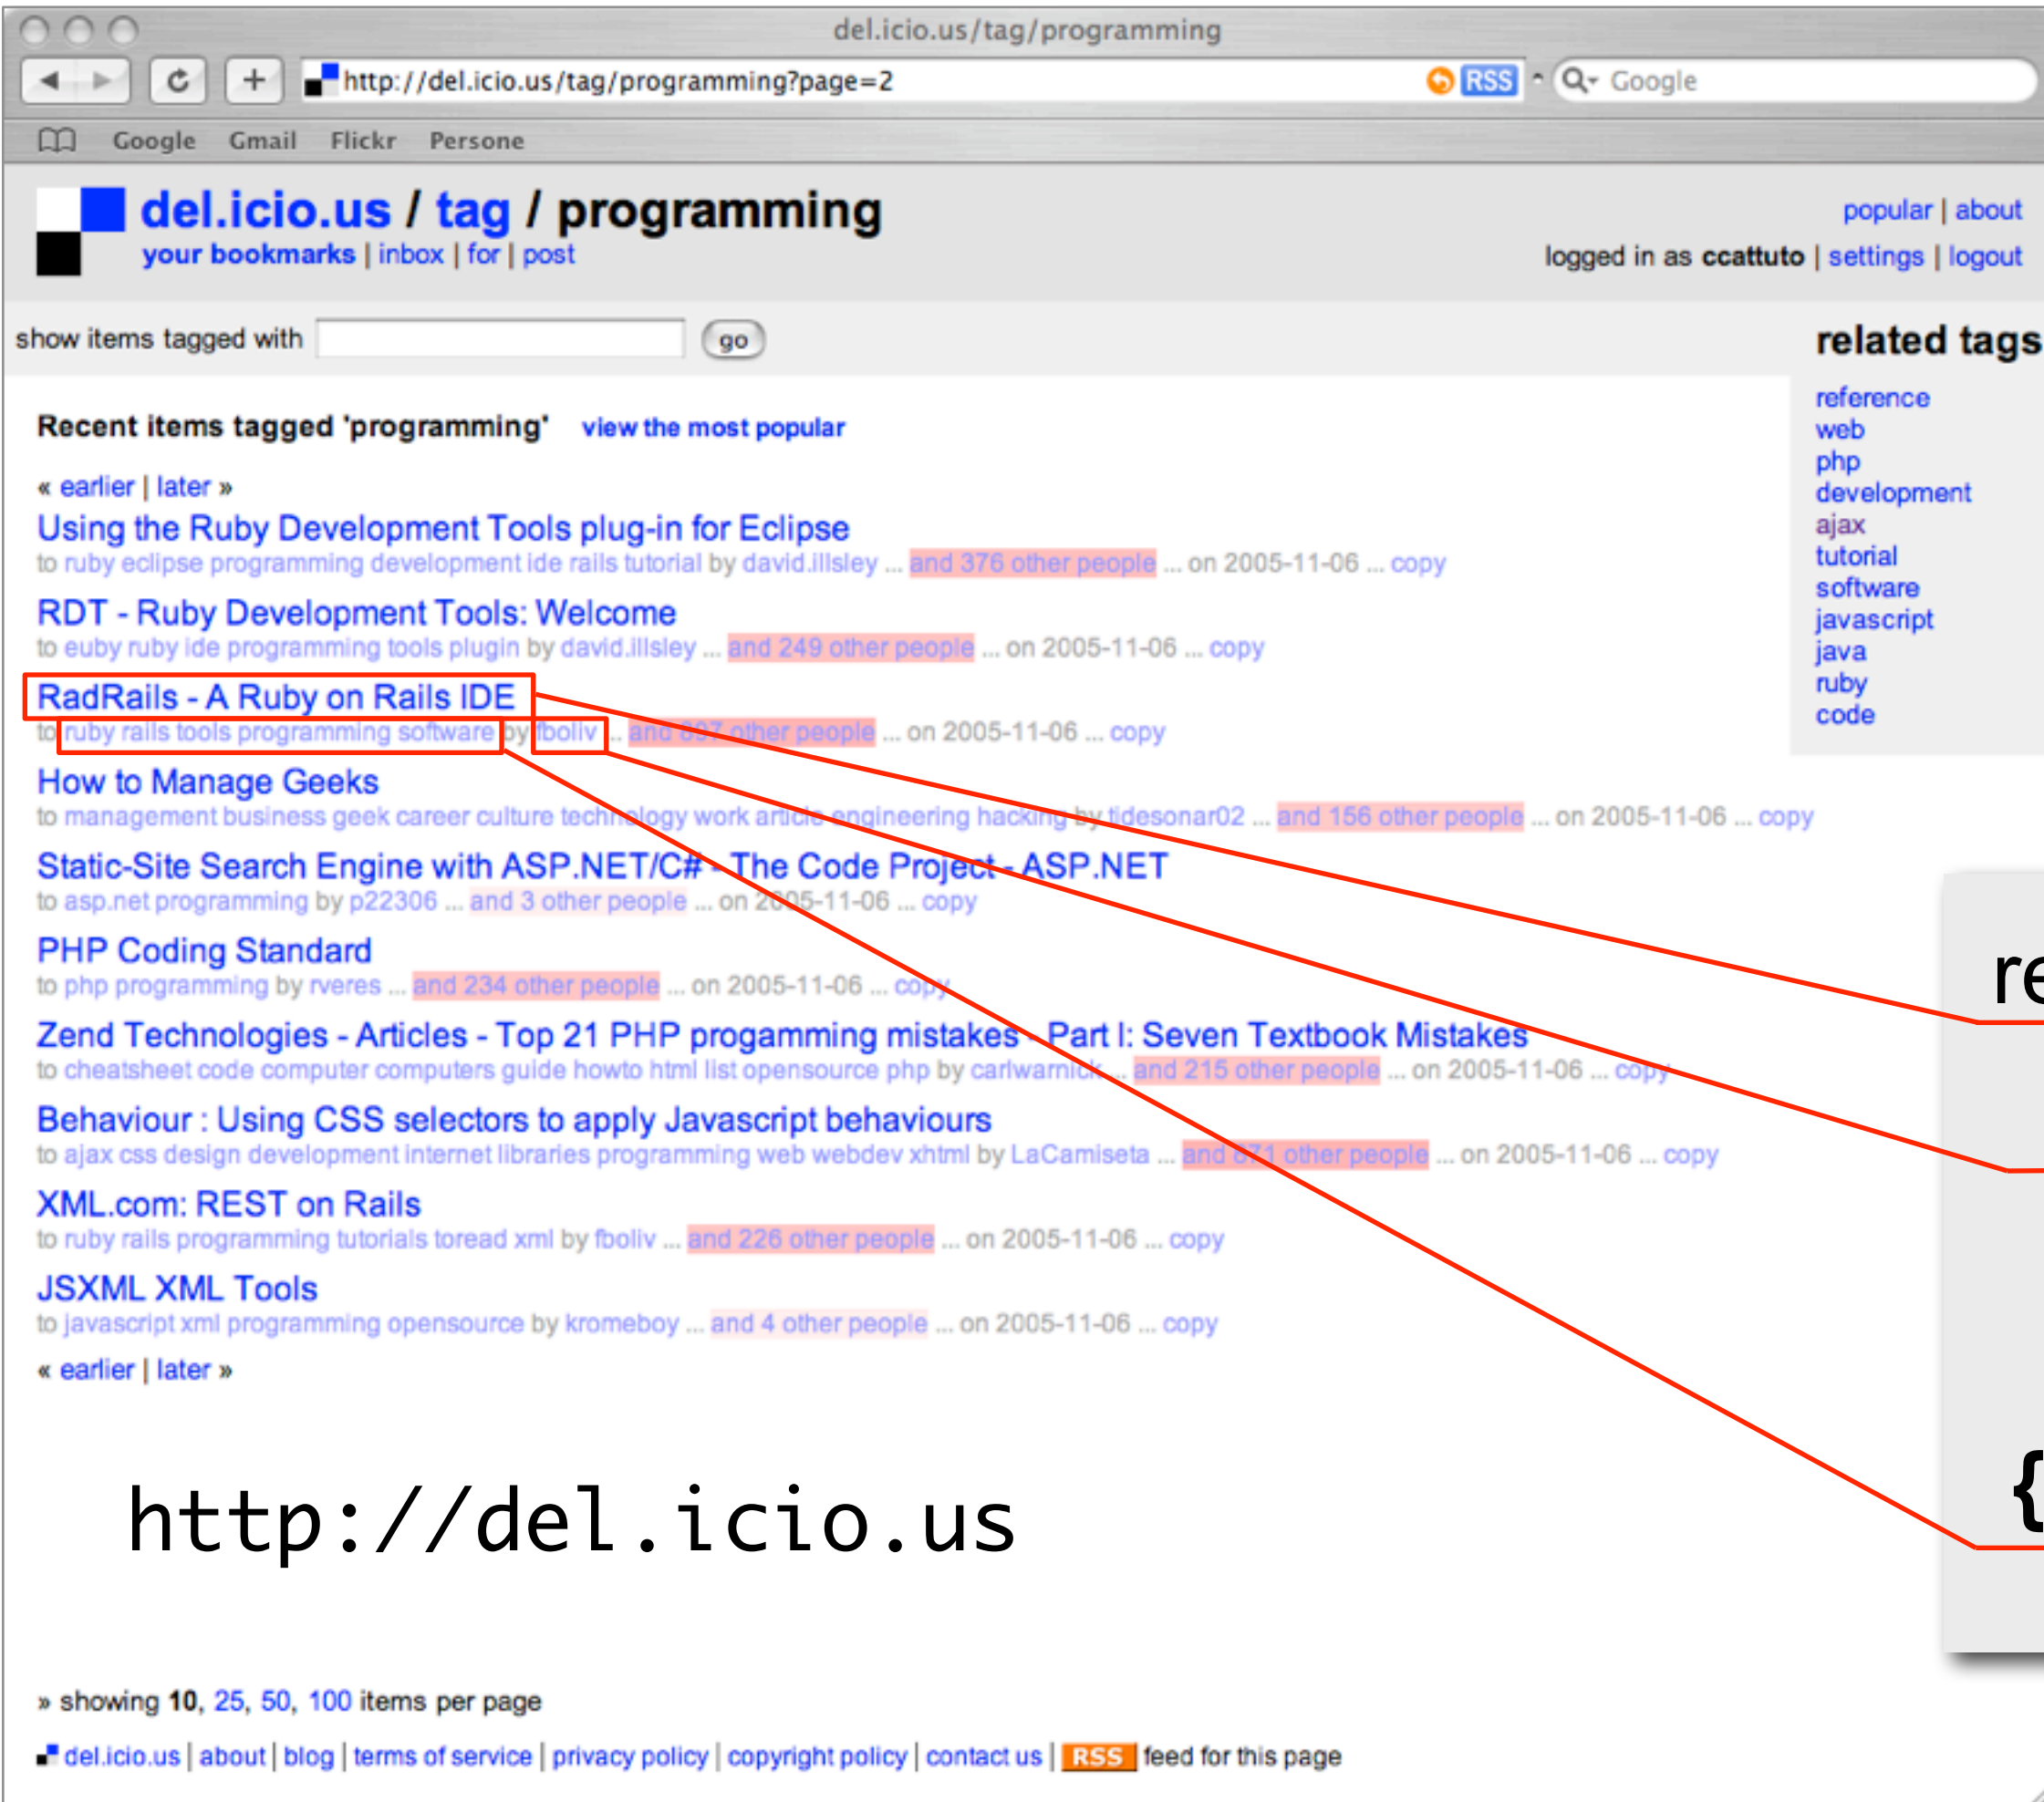 del.icio.us/tag/programming
http://del.icio.us/tag/programming?page=2 RSS Google
Google Gmail Flickr Persone
del.icio.us / tag / programming
popular | about
your bookmarks | inbox | for | post
logged in as ccattuto | settings | logout
show items tagged with go
related tags
reference
web
php
development
ajax
tutorial
software
javascript
java
ruby
code
Recent items tagged 'programming' view the most popular
« earlier | later »
Using the Ruby Development Tools plug-in for Eclipse
to ruby eclipse programming development ide rails tutorial by david.illsley ... and 376 other people ... on 2005-11-06 ... copy
RDT - Ruby Development Tools: Welcome
to euby ruby ide programming tools plugin by david.illsley ... and 249 other people ... on 2005-11-06 ... copy
RadRails - A Ruby on Rails IDE
to ruby rails tools programming software by fboliv ... and other people ... on 2005-11-06 ... copy
How to Manage Geeks
to management business geek career culture technology work article engineering hacking by tidesonar02 ... and 156 other people ... on 2005-11-06 ... copy
Static-Site Search Engine with ASP.NET/C# - The Code Project - ASP.NET
to asp.net programming by p22306 ... and 3 other people ... on 2005-11-06 ... copy
PHP Coding Standard
to php programming by rveres ... and 234 other people ... on 2005-11-06 ... copy
Zend Technologies - Articles - Top 21 PHP progamming mistakes - Part I: Seven Textbook Mistakes
to cheatsheet code computer computers guide howto html list opensource php by carlwarnick ... and 215 other people ... on 2005-11-06 ... copy
Behaviour : Using CSS selectors to apply Javascript behaviours
to ajax css design development internet libraries programming web webdev xhtml by LaCamiseta ... and 871 other people ... on 2005-11-06 ... copy
XML.com: REST on Rails
to ruby rails programming tutorials toread xml by fboliv ... and 226 other people ... on 2005-11-06 ... copy
JSXML XML Tools
to javascript xml programming opensource by kromeboy ... and 4 other people ... on 2005-11-06 ... copy
« earlier | later »
re
{
http://del.icio.us
» showing 10, 25, 50, 100 items per page
del.icio.us | about | blog | terms of service | privacy policy | copyright policy | contact us | RSS feed for this page